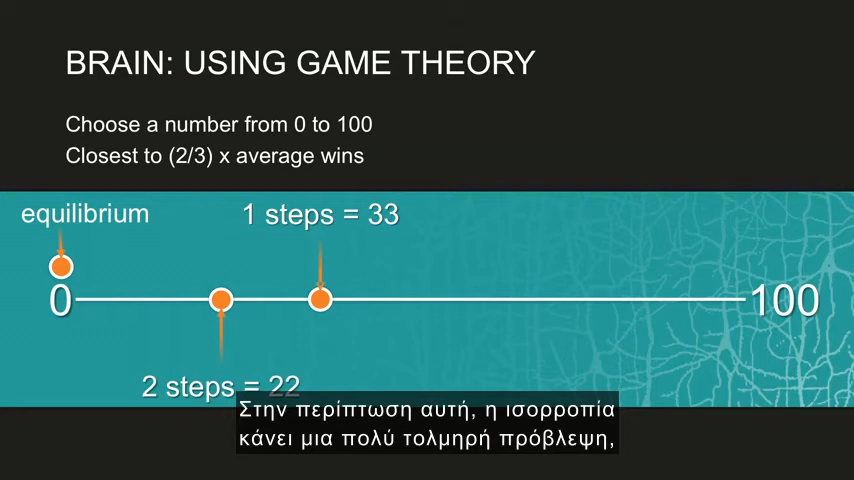 BRAIN: USING GAME THEORY
Choose a number from 0 to 100
Closest to (2/3) x average wins
equilibrium
1 steps = 33
0
100
2 steps = 22
Στην περίπτωση αυτή, η ισορροπία
κάνει μια πολύ τολμηρή πρόβλεψη,